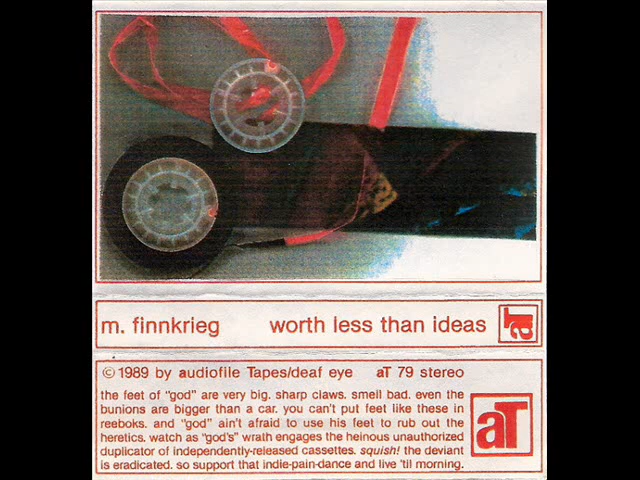 m. finnkrieg worth less than ideas aT
©1989 by audiofile Tapes/deaf eye aT 79 stereo
the feet of "god" are very big. sharp claws. smell bad. even the
bunions are bigger than a car. you can't put feet like these in
reeboks. and "god" ain't afraid to use his feet to rub out the
heretics. watch as "god's" wrath engages the heinous unauthorized
duplicator of independently-released cassettes. squish! the deviant
is eradicated. so support that indie-pain-dance and live 'til morning.
aT